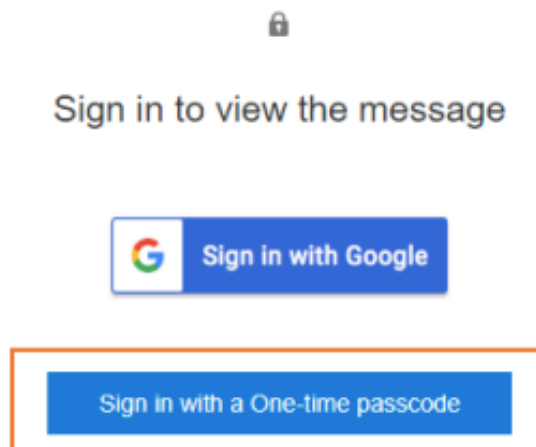 Sign in to view the message
Sign in with Google
Sign in with a One-time passcode